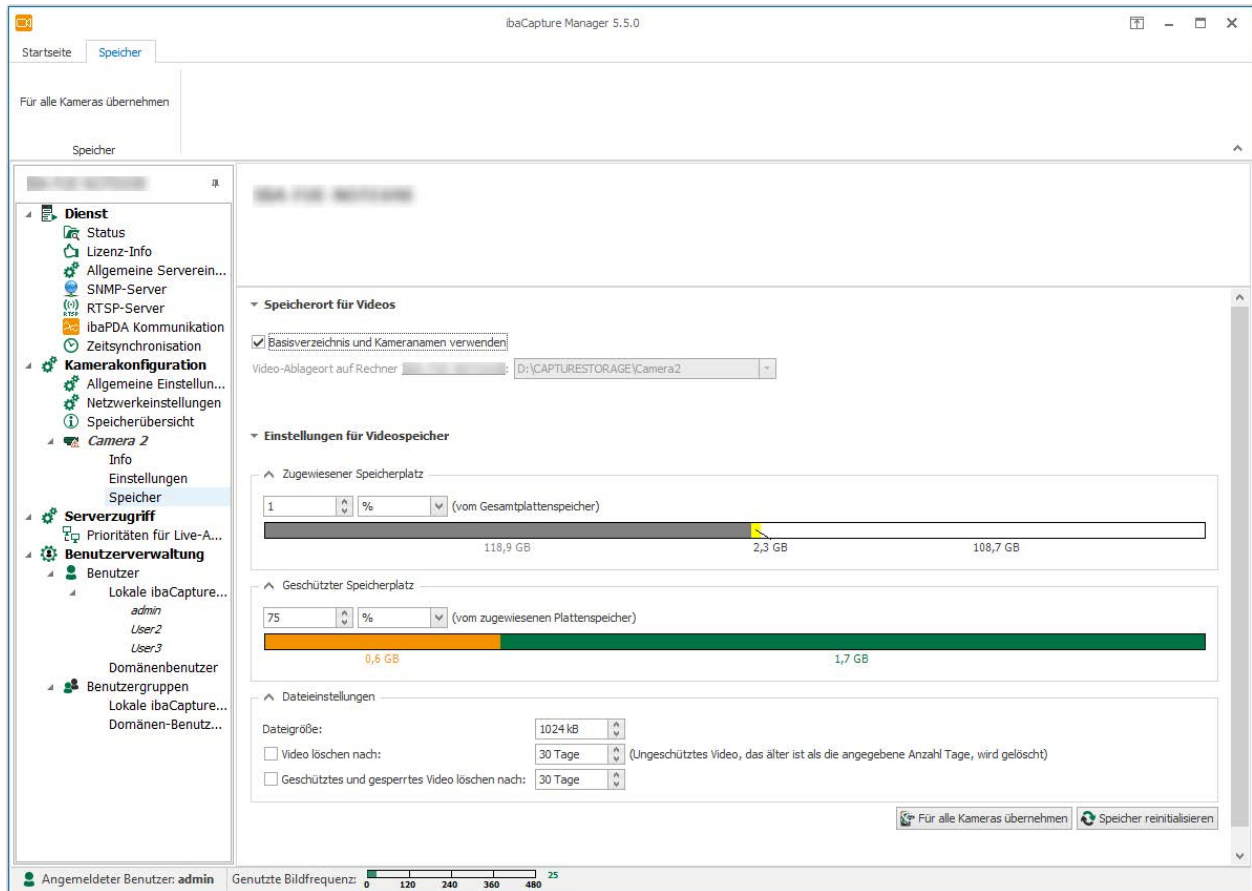 ibaCapture Manager 5.5.0
Startseite Speicher
Für alle Kameras übernehmen
Speicher
Dienst
Status
Lizenz-Info
Allgemeine Serverein...
SNMP-Server
RTSP-Server
ibaPDA Kommunikation
Zeitsynchronisation
Kamerakonfiguration
Allgemeine Einstellun...
Netzwerkeinstellungen
Speicherübersicht
Camera 2
Info
Einstellungen
Speicher
Serverzugriff
Prioritäten für Live-A...
Benutzerverwaltung
Benutzer
Lokale ibaCapture...
admin
User2
User3
Domänenbenutzer
Benutzergruppen
Lokale ibaCapture...
Domänen-Benutz...
Speicherort für Videos
Basisverzeichnis und Kameranamen verwenden
Video-Ablageort auf Rechner : D:\CAPTURESTORAGE\Camera2
Einstellungen für Videospeicher
Zugewiesener Speicherplatz
1 % (vom Gesamtplattenspeicher)
118,9 GB 2,3 GB 108,7 GB
Geschützter Speicherplatz
75 % (vom zugewiesenen Plattenspeicher)
0,6 GB 1,7 GB
Dateieinstellungen
Dateigröße: 1024 kB
Video löschen nach: 30 Tage (Ungeschütztes Video, das älter ist als die angegebene Anzahl Tage, wird gelöscht)
Geschütztes und gesperrtes Video löschen nach: 30 Tage
Für alle Kameras übernehmen Speicher reinitialisieren
Angemeldeter Benutzer: admin Genutzte Bildfrequenz: 0 120 240 360 480 25